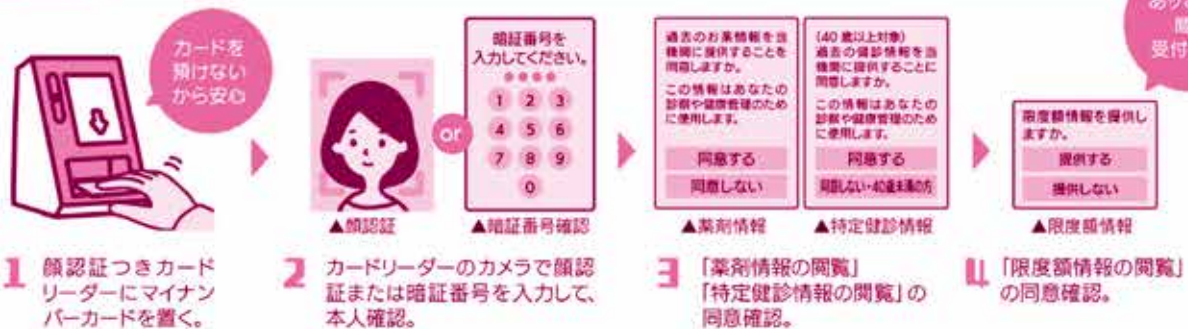 カードを
預けない
から安心
暗証番号を
入力してください。
1 2 3
4 5 6
7 8 9
0
or
▲顔認証
▲暗証番号確認
過去のお薬情報を当
機関に提供することを
同意しますか。
この情報はあなたの
診察や健康管理のため
に使用します。
同意する
同意しない
▲薬剤情報
(40歳以上対象)
過去の健診情報を当
機関に提供することに
同意しますか。
この情報はあなたの
診察や健康管理のため
に使用します。
同意する
同意しない・40歳未満の方
▲特定健診情報
受付
限度額情報を提供し
ますか。
提供する
提供しない
▲限度額情報
1 顔認証つきカード
リーダーにマイナン
バーカードを置く。
2 カードリーダーのカメラで顔認
証または暗証番号を入力して、
本人確認。
3 「薬剤情報の閲覧」
「特定健診情報の閲覧」の
同意確認。
4 「限度額情報の閲覧」
の同意確認。